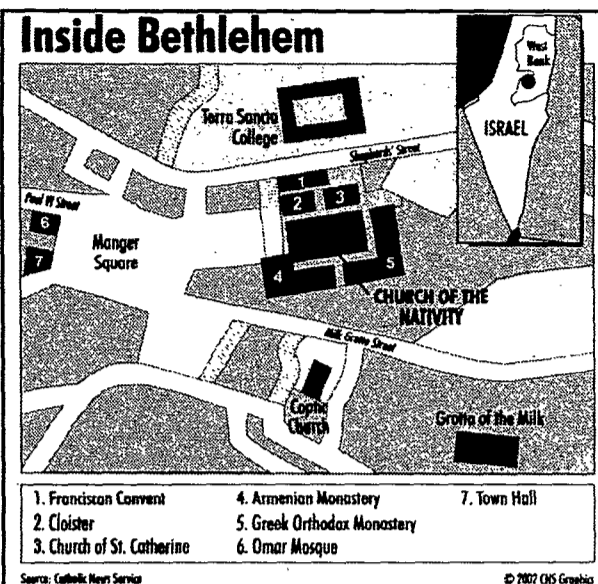 Inside Bethlehem
West
Bank
ISRAEL
Terra Sancta
College
Shepherds' Street
1
2 3
Paul VI Street
6
7
Manger
Square
4
5
CHURCH OF THE
NATIVITY
Milk Grotto Street
Coptic
Church
Grotto of the Milk
1. Franciscan Convent
2. Cloister
3. Church of St. Catherine
4. Armenian Monastery
5. Greek Orthodox Monastery
6. Omar Mosque
7. Town Hall
Source: Catholic News Service
© 2002 CNS Graphics